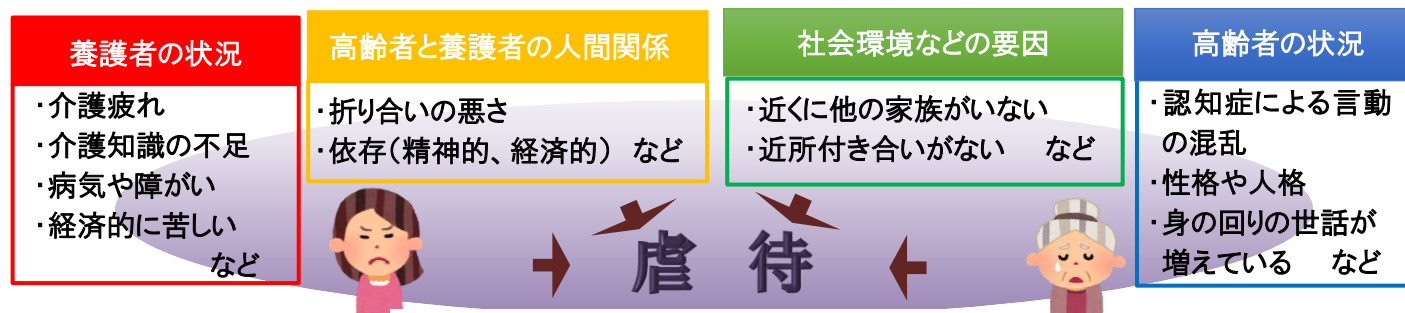 養護者の状況
・介護疲れ
・介護知識の不足
・病気や障がい
・経済的に苦しい
など
高齢者と養護者の人間関係
・折り合いの悪さ
・依存（精神的、経済的） など
社会環境などの要因
・近くに他の家族がいない
・近所付き合いがない など
高齢者の状況
・認知症による言動
の混乱
・性格や人格
・身の回りの世話が
増えている など
虐待